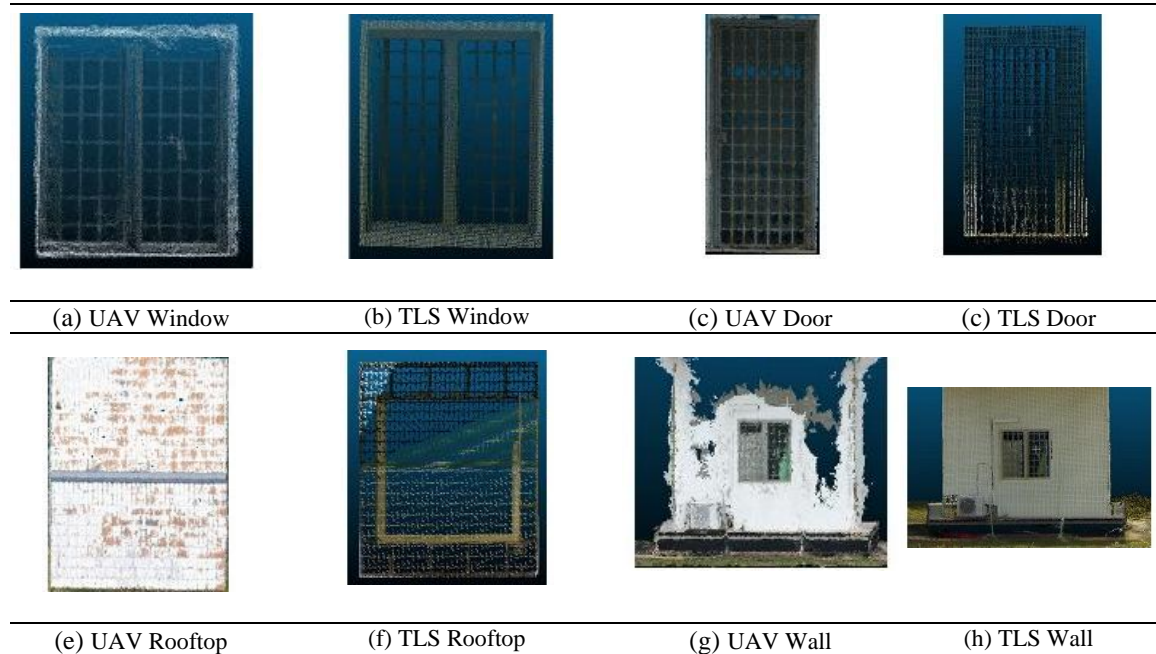 (a) UAV Window (b) TLS Window (c) UAV Door (c) TLS Door
(e) UAV Rooftop (f) TLS Rooftop (g) UAV Wall (h) TLS Wall